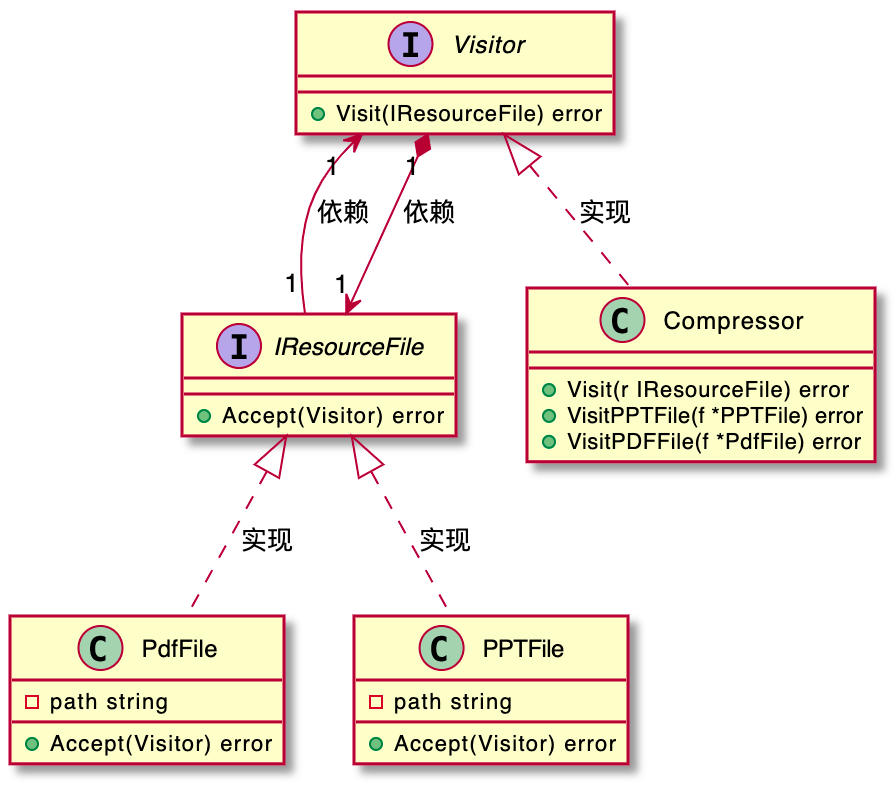 I Visitor
Visit(IResourceFile) error
1 1
依赖 依赖 实现
1 1
C Compressor
Visit(r IResourceFile) error
VisitPPTFile(f *PPTFile) error
VisitPDFFile(f *PdfFile) error
I IResourceFile
Accept(Visitor) error
实现 实现
C PdfFile
path string
Accept(Visitor) error
C PPTFile
path string
Accept(Visitor) error